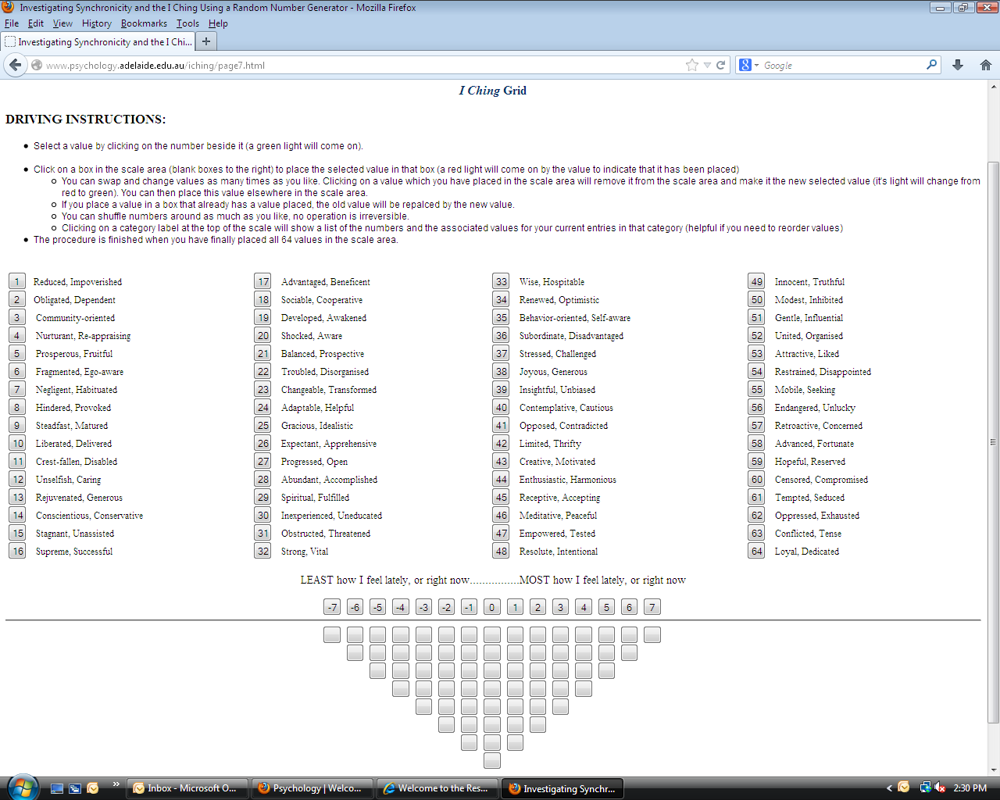 Investigating Synchronicity and the I Ching Using a Random Number Generator - Mozilla Firefox
File Edit View History Bookmarks Tools Help
Investigating Synchronicity and the I Chi... +
www.psychology.adelaide.edu.au/iching/page7.html Google
I Ching Grid
DRIVING INSTRUCTIONS:
Select a value by clicking on the number beside it (a green light will come on).
Click on a box in the scale area (blank boxes to the right) to place the selected value in that box (a red light will come on by the value to indicate that it has been placed)
You can swap and change values as many times as you like. Clicking on a value which you have placed in the scale area will remove it from the scale area and make it the new selected value (it's light will change from
red to green). You can then place this value elsewhere in the scale area.
If you place a value in a box that already has a value placed, the old value will be repalced by the new value.
You can shuffle numbers around as much as you like, no operation is irreversible.
Clicking on a category label at the top of the scale will show a list of the numbers and the associated values for your current entries in that category (helpful if you need to reorder values)
The procedure is finished when you have finally placed all 64 values in the scale area.
1 Reduced, Impoverished 17 Advantaged, Beneficent 33 Wise, Hospitable 49 Innocent, Truthful
2 Obligated, Dependent 18 Sociable, Cooperative 34 Renewed, Optimistic 50 Modest, Inhibited
3 Community-oriented 19 Developed, Awakened 35 Behavior-oriented, Self-aware 51 Gentle, Influential
4 Nurturant, Re-appraising 20 Shocked, Aware 36 Subordinate, Disadvantaged 52 United, Organised
5 Prosperous, Fruitful 21 Balanced, Prospective 37 Stressed, Challenged 53 Attractive, Liked
6 Fragmented, Ego-aware 22 Troubled, Disorganised 38 Joyous, Generous 54 Restrained, Disappointed
7 Negligent, Habituated 23 Changeable, Transformed 39 Insightful, Unbiased 55 Mobile, Seeking
8 Hindered, Provoked 24 Adaptable, Helpful 40 Contemplative, Cautious 56 Endangered, Unlucky
9 Steadfast, Matured 25 Gracious, Idealistic 41 Opposed, Contradicted 57 Retroactive, Concerned
10 Liberated, Delivered 26 Expectant, Apprehensive 42 Limited, Thrifty 58 Advanced, Fortunate
11 Crest-fallen, Disabled 27 Progressed, Open 43 Creative, Motivated 59 Hopeful, Reserved
12 Unselfish, Caring 28 Abundant, Accomplished 44 Enthusiastic, Harmonious 60 Censored, Compromised
13 Rejuvenated, Generous 29 Spiritual, Fulfilled 45 Receptive, Accepting 61 Tempted, Seduced
14 Conscientious, Conservative 30 Inexperienced, Uneducated 46 Meditative, Peaceful 62 Oppressed, Exhausted
15 Stagnant, Unassisted 31 Obstructed, Threatened 47 Empowered, Tested 63 Conflicted, Tense
16 Supreme, Successful 32 Strong, Vital 48 Resolute, Intentional 64 Loyal, Dedicated
LEAST how I feel lately, or right now................MOST how I feel lately, or right now
-7 -6 -5 -4 -3 -2 -1 0 1 2 3 4 5 6 7
Inbox - Microsoft O... Psychology | Welco... Welcome to the Res... Investigating Synchr... 2:30 PM